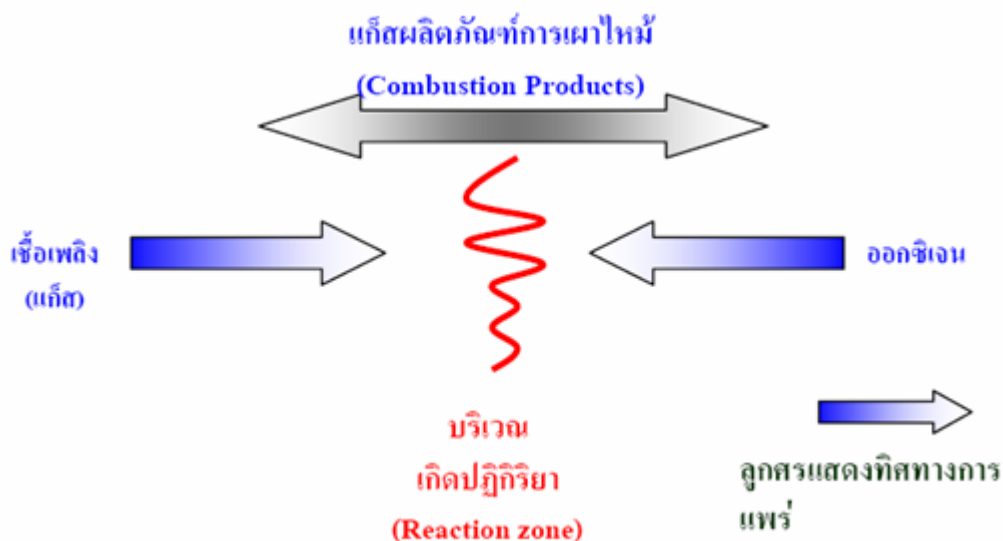 แก็สผลิตภัณฑ์การเผาไหม้
(Combustion Products)
เชื้อเพลิง
(แก็ส)
ออกซิเจน
บริเวณ
เกิดปฏิกิริยา
(Reaction zone)
ลูกศรแสดงทิศทางการ
แพร่